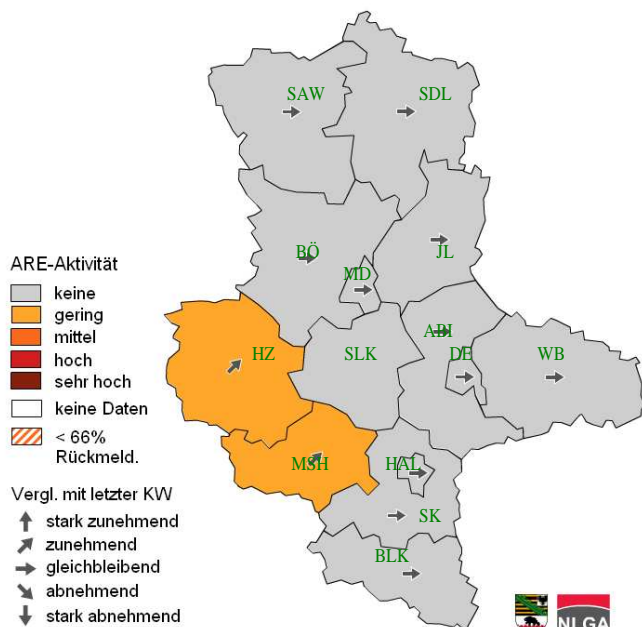 SAW
SDL
BÖ
MD
JL
ARE-Aktivität
keine
gering
mittel
hoch
sehr hoch
keine Daten
< 66%
Rückmeld.
HZ
SLK
ABI
DE
WB
MSH
HAL
SK
BLK
Vergl. mit letzter KW
stark zunehmend
zunehmend
gleichbleibend
abnehmend
stark abnehmend
NLGA